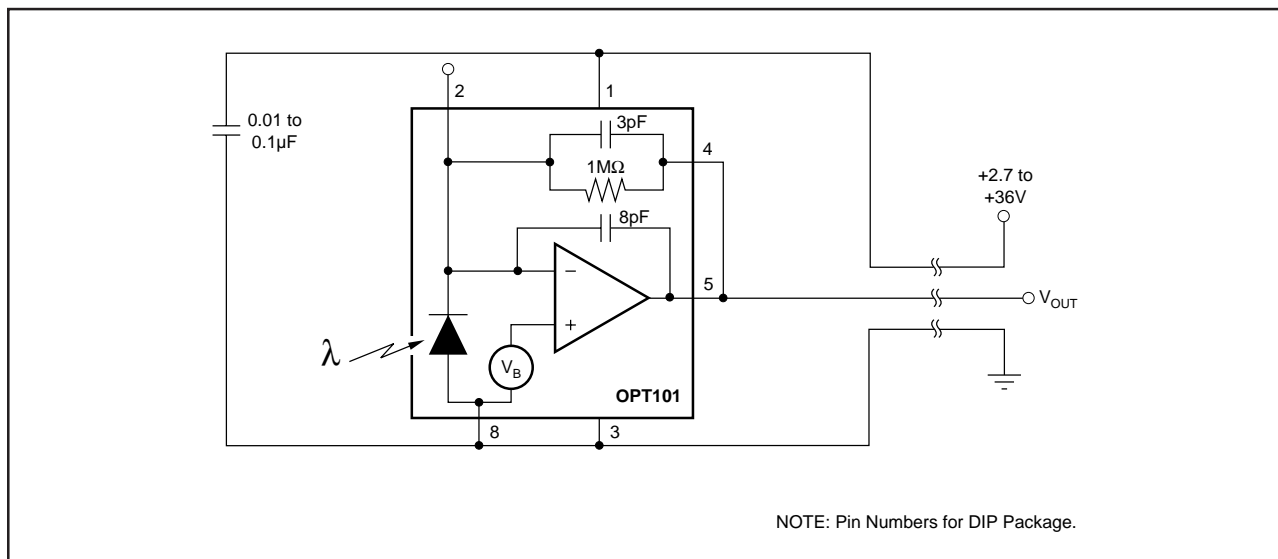 0.01 to
0.1µF
2
1
3pF
1MΩ
8pF
4
5
+2.7 to
+36V
V_OUT
−
+
λ
V_B
OPT101
8
3
NOTE: Pin Numbers for DIP Package.